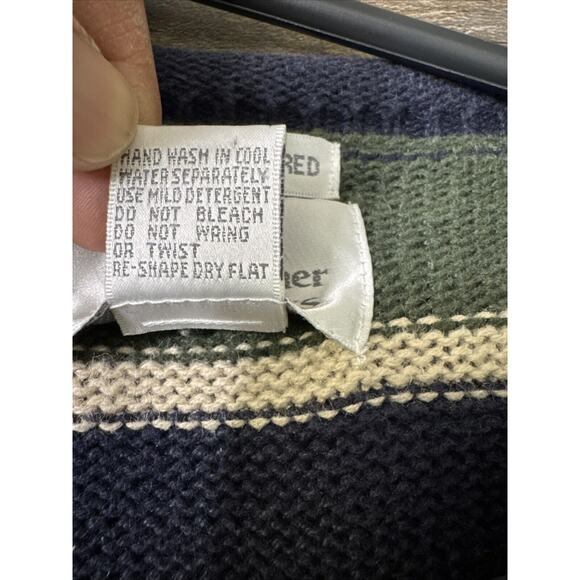 HAND WASH IN COOL
WATER SEPARATELY
USE MILD DETERGENT
DO NOT BLEACH
DO NOT WRING
OR TWIST
RE-SHAPE DRY FLAT
RED
her